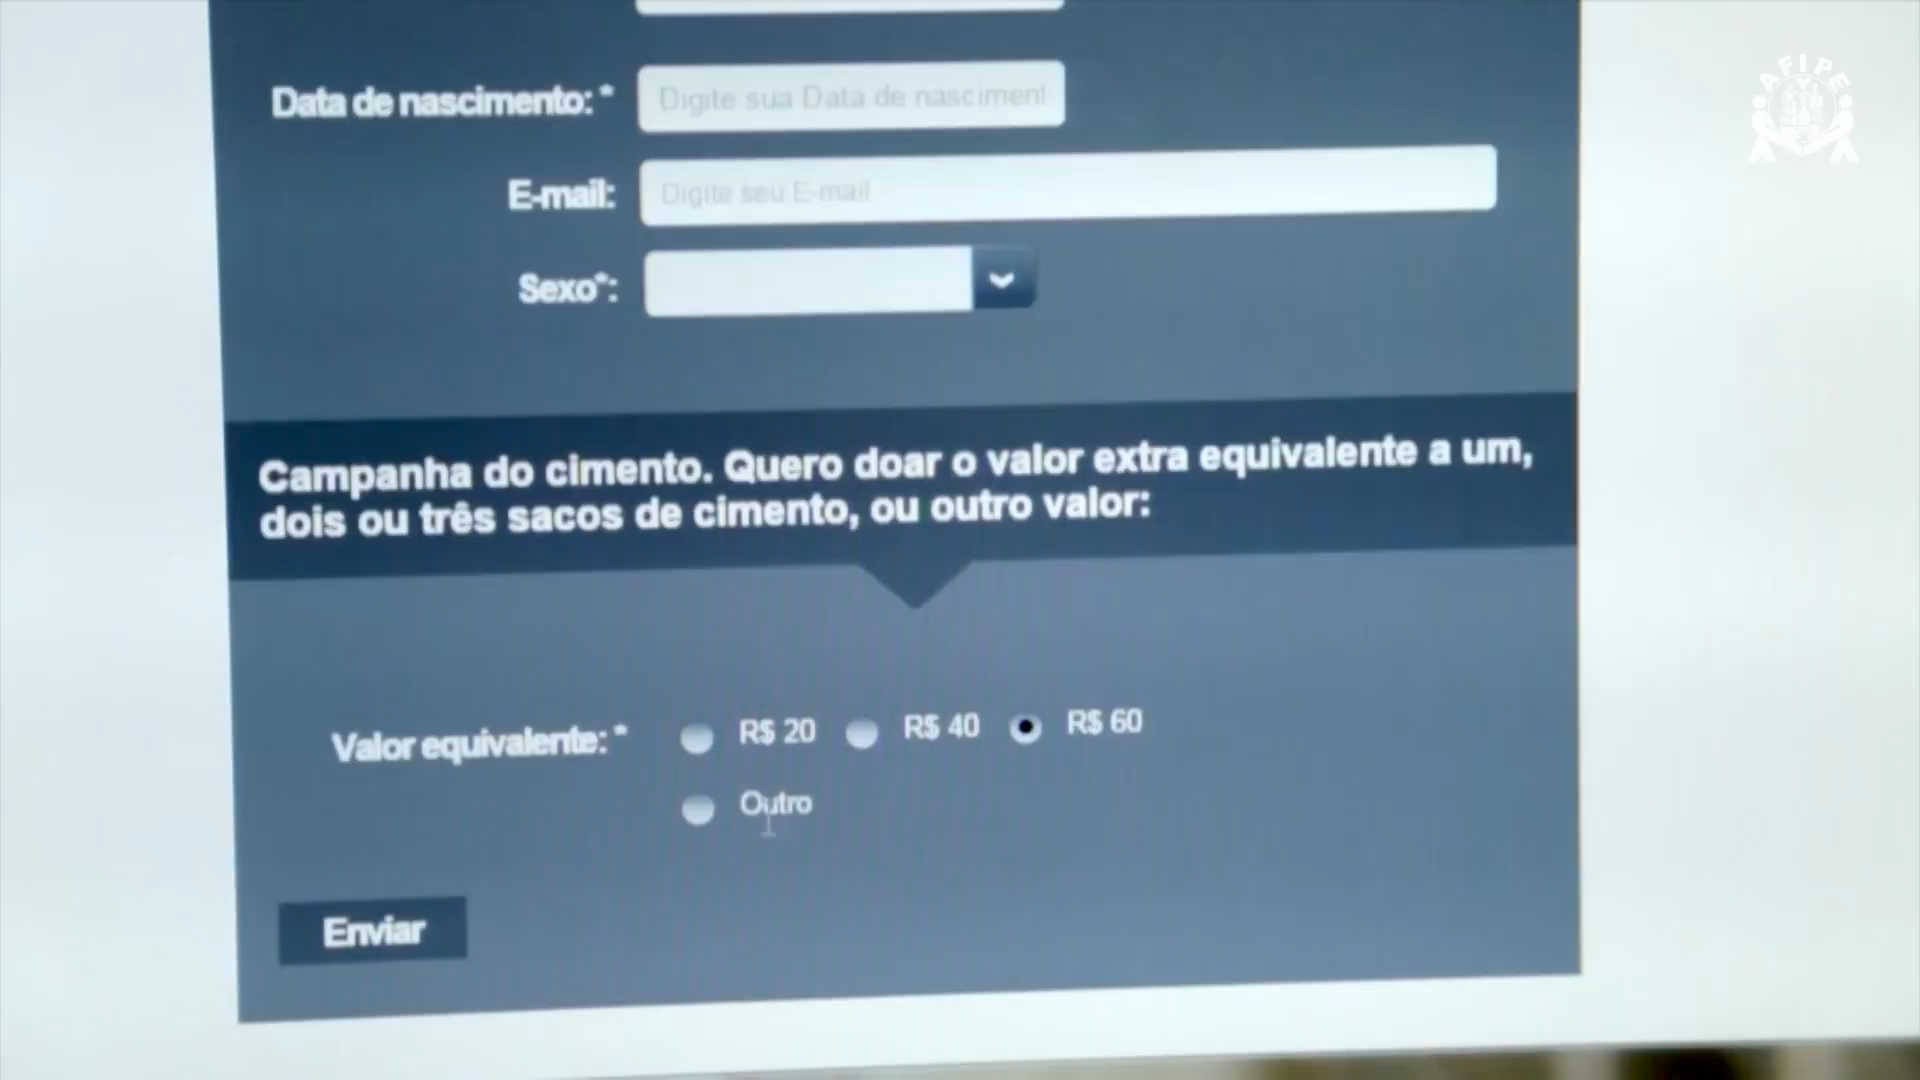 AFIPE
Data de nascimento: *
Digite sua Data de nasciment
E-mail:
Digite seu E-mail
Sexo*:
Campanha do cimento. Quero doar o valor extra equivalente a um,
dois ou três sacos de cimento, ou outro valor:
Valor equivalente: *
R$ 20
R$ 40
R$ 60
Outro
Enviar